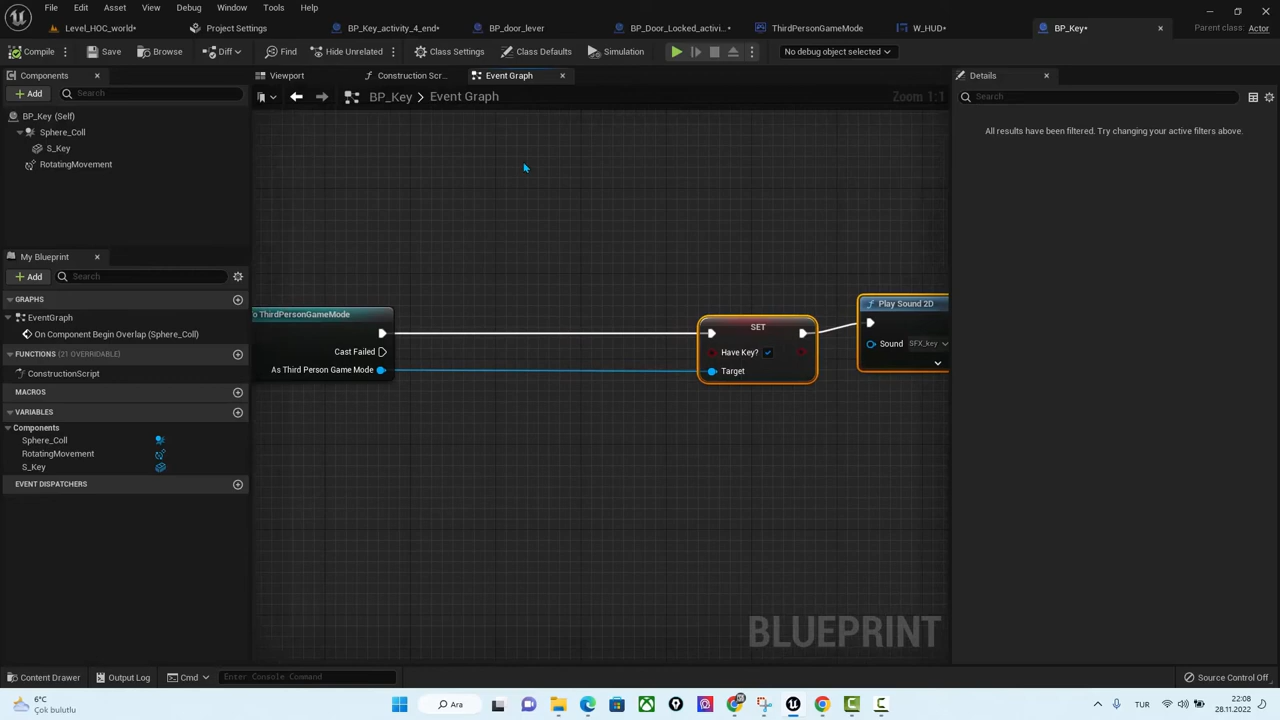 File Edit Asset View Debug Window Tools Help
Level_HOC_world*
Project Settings
BP_Key_activity_4_end*
BP_door_lever
BP_Door_Locked_activi...*
ThirdPersonGameMode
W_HUD*
BP_Key*
Parent class: Actor
Compile
Save
Browse
Diff
Find
Hide Unrelated
Class Settings
Class Defaults
Simulation
No debug object selected
Components
Viewport
Construction Scr...
Event Graph
Details
Add
Search
BP_Key > Event Graph
Zoom 1:1
Search
BP_Key (Self)
Sphere_Coll
S_Key
RotatingMovement
All results have been filtered. Try changing your active filters above.
My Blueprint
Add
Search
GRAPHS
EventGraph
On Component Begin Overlap (Sphere_Coll)
FUNCTIONS (21 OVERRIDABLE)
ConstructionScript
MACROS
VARIABLES
Components
Sphere_Coll
RotatingMovement
S_Key
EVENT DISPATCHERS
o ThirdPersonGameMode
Cast Failed
As Third Person Game Mode
SET
Have Key?
Target
Play Sound 2D
Sound
SFX_key
BLUEPRINT
Content Drawer
Output Log
Cmd
Enter Console Command
Source Control Off
6°C
Çok bulutlu
Ara
TUR
22:08
28.11.2022